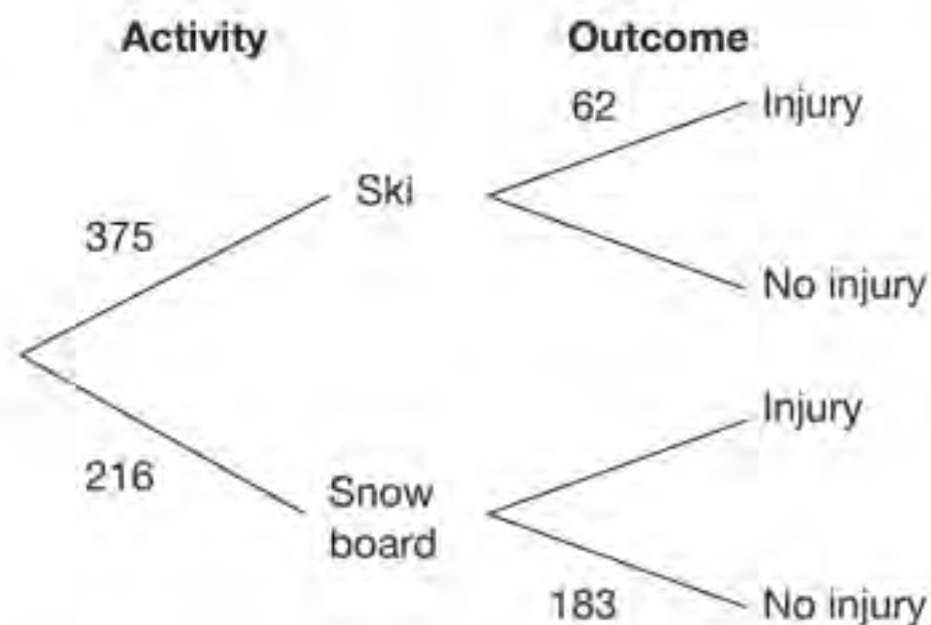 Activity Outcome
62 Injury
Ski
375
No injury
Injury
216
Snow
board
183 No injury